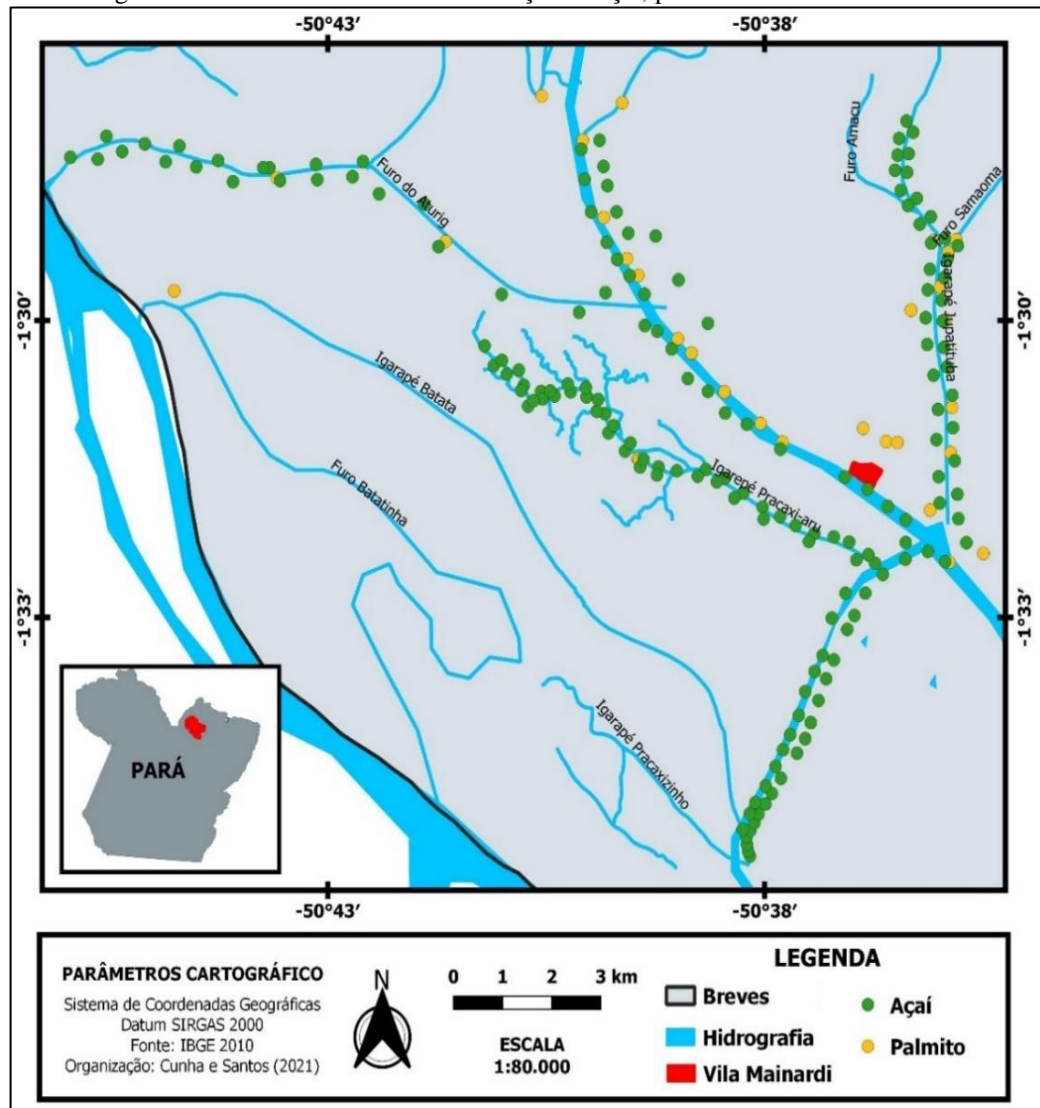 -50°43′ -50°38′
Furo Amacu
Furo do Aturig
Furo Samaoma
Igarapé Jupatituba
-1°30′ -1°30′
Igarapé Batata
Furo Batatinha
Igarepé Pracaxi-aru
-1°33′ -1°33′
Igarapé Pracaxizinho
PARÁ
-50°43′ -50°38′
PARÂMETROS CARTOGRÁFICO
Sistema de Coordenadas Geográficas
Datum SIRGAS 2000
Fonte: IBGE 2010
Organização: Cunha e Santos (2021)
N
0 1 2 3 km
ESCALA
1:80.000
LEGENDA
Breves
Hidrografia
Vila Mainardi
Açaí
Palmito